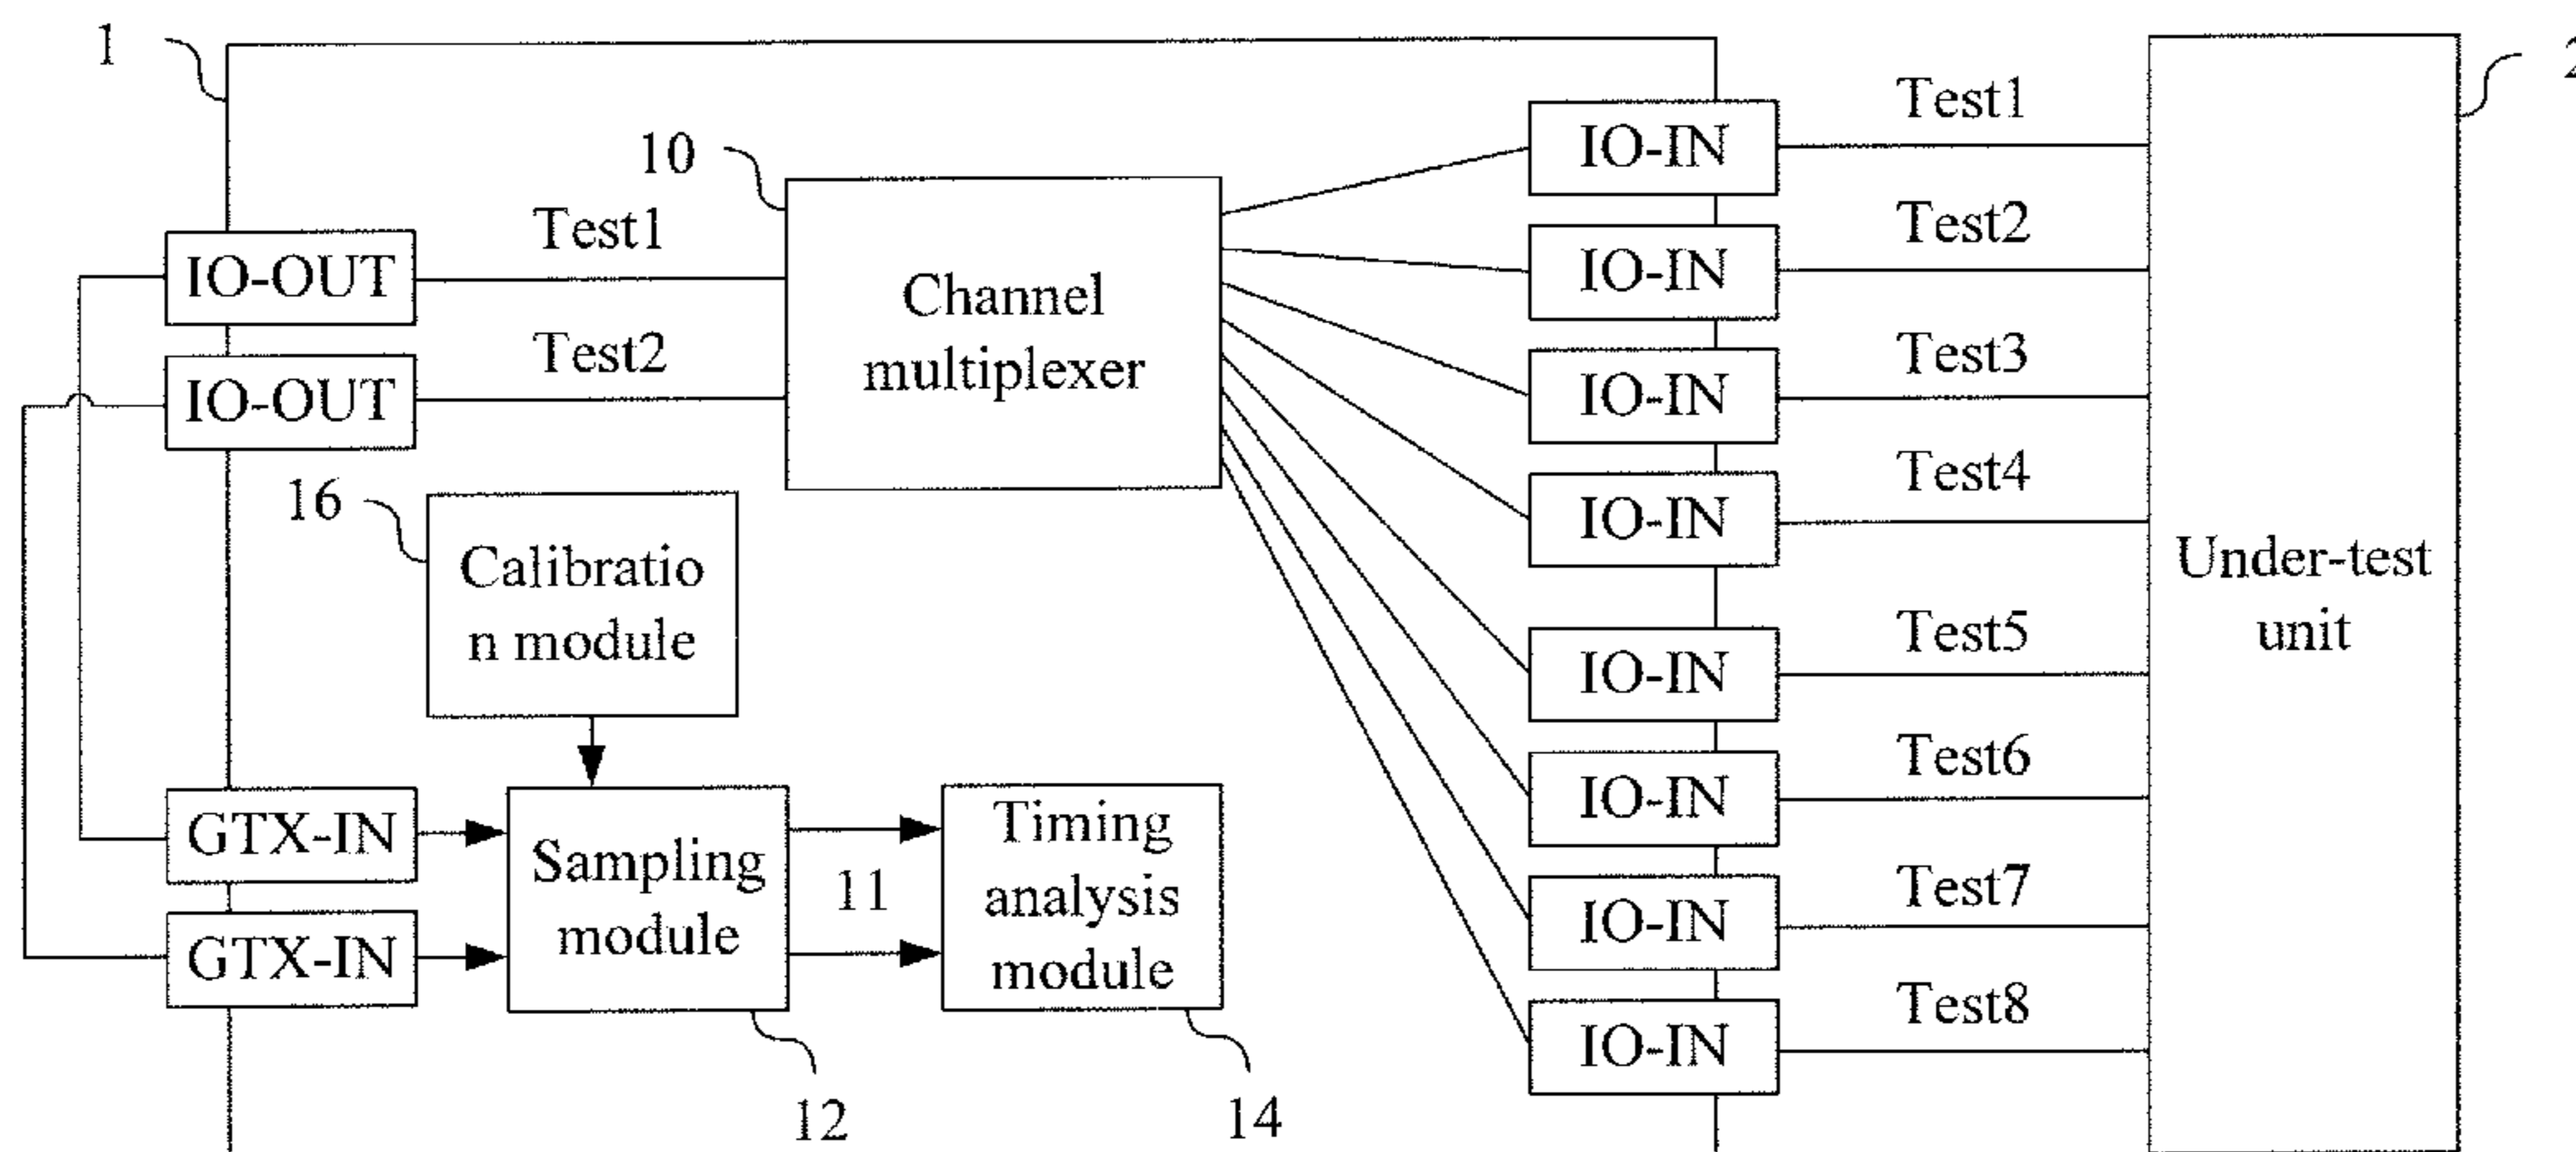 1
2
Test1
10
IO-IN
Test1
Test2
IO-OUT
IO-IN
Channel
multiplexer
Test2
Test3
IO-OUT
IO-IN
16
Test4
IO-IN
Calibratio
n module
Under-test
unit
Test5
IO-IN
Test6
GTX-IN
Sampling
module
11
Timing
analysis
module
IO-IN
Test7
GTX-IN
IO-IN
Test8
IO-IN
12
14